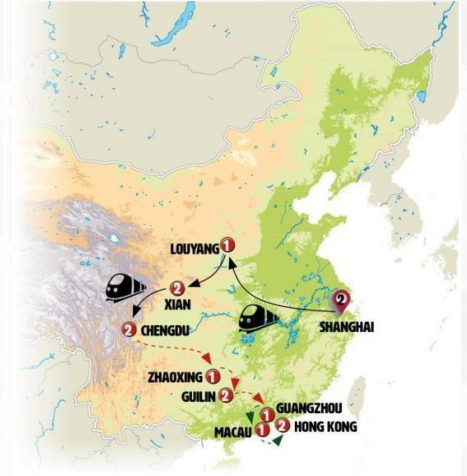 LOUYANG 1
2
XIAN
2 CHENGDU
2
SHANGHAI
ZHAOXING 1
GUILIN 2
1 GUANGZHOU
MACAU 1 2 HONG KONG